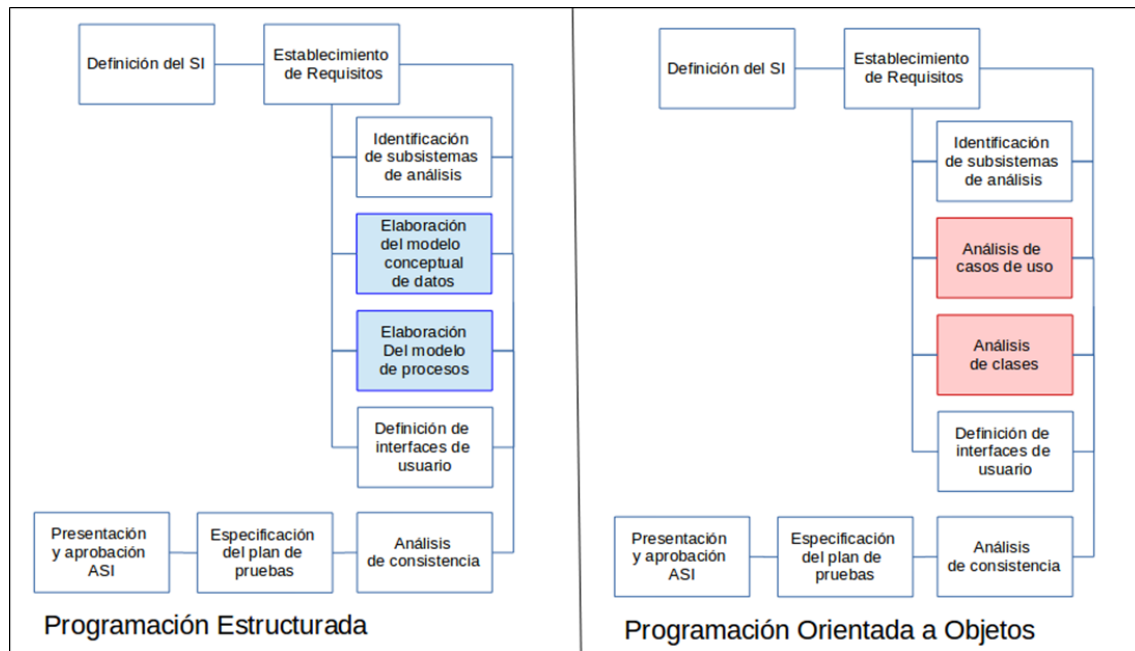 Definición del SI
Establecimiento
de Requisitos
Identificación
de subsistemas
de análisis
Elaboración
del modelo
conceptual
de datos
Elaboración
Del modelo
de procesos
Definición de
interfaces de
usuario
Presentación
y aprobación
ASI
Especificación
del plan de
pruebas
Análisis
de consistencia
Programación Estructurada
Definición del SI
Establecimiento
de Requisitos
Identificación
de subsistemas
de análisis
Análisis de
casos de uso
Análisis
de clases
Definición de
interfaces de
usuario
Presentación
y aprobación
ASI
Especificación
del plan de
pruebas
Análisis
de consistencia
Programación Orientada a Objetos